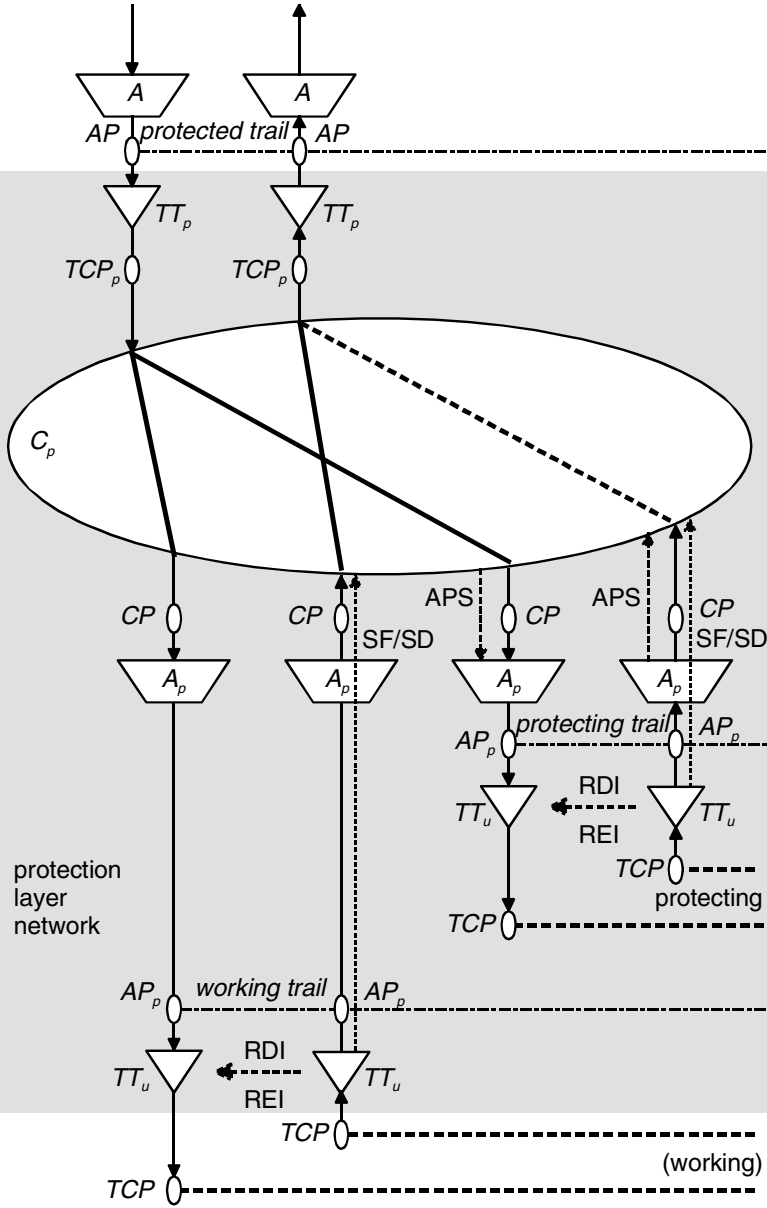 A A
AP protected trail AP
TTp TTp
TCPp TCPp
Cp
CP CP APS CP APS CP
SF/SD SF/SD
Ap Ap Ap Ap
APp protecting trail APp
RDI
TTu TTu
REI
TCP
protection
layer
network
protecting
TCP
APp working trail APp
RDI
TTu TTu
REI
TCP
(working)
TCP